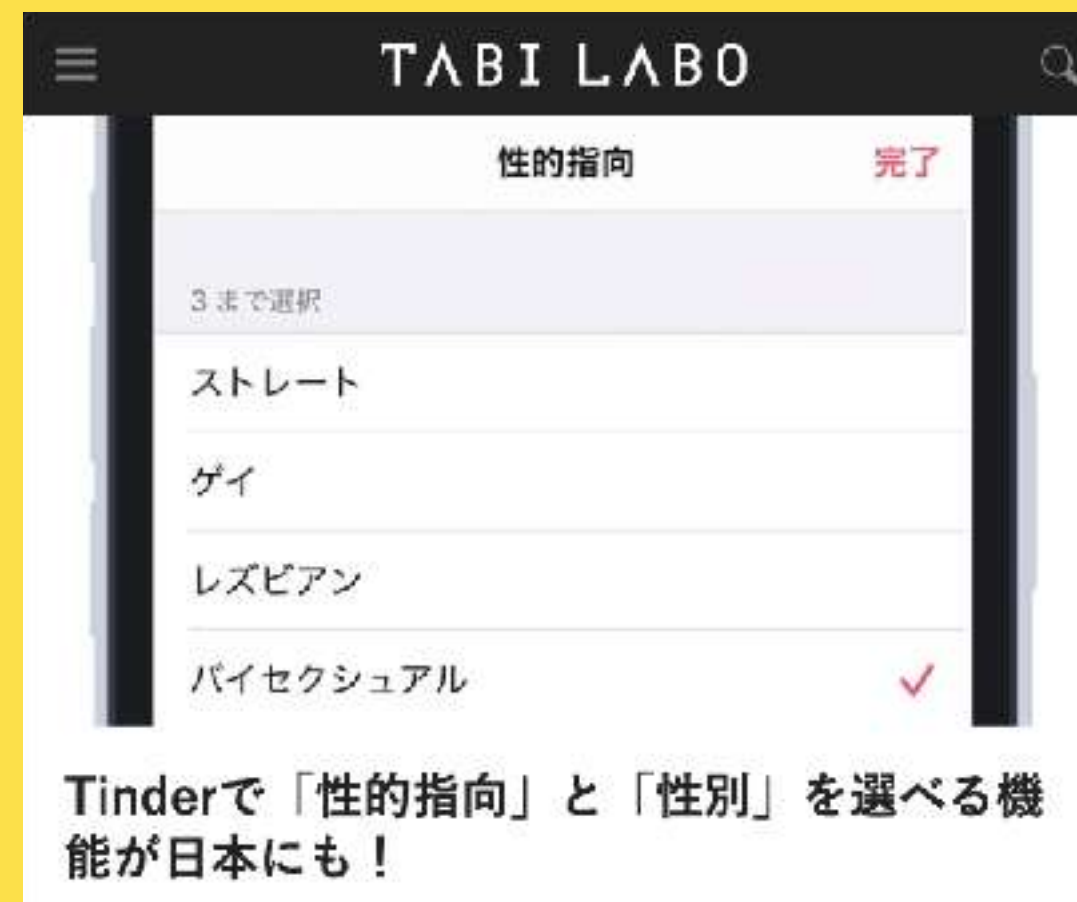 TABI LABO
性的指向 完了
3 まで選択
ストレート
ゲイ
レズビアン
バイセクシュアル
Tinderで「性的指向」と「性別」を選べる機
能が日本にも！